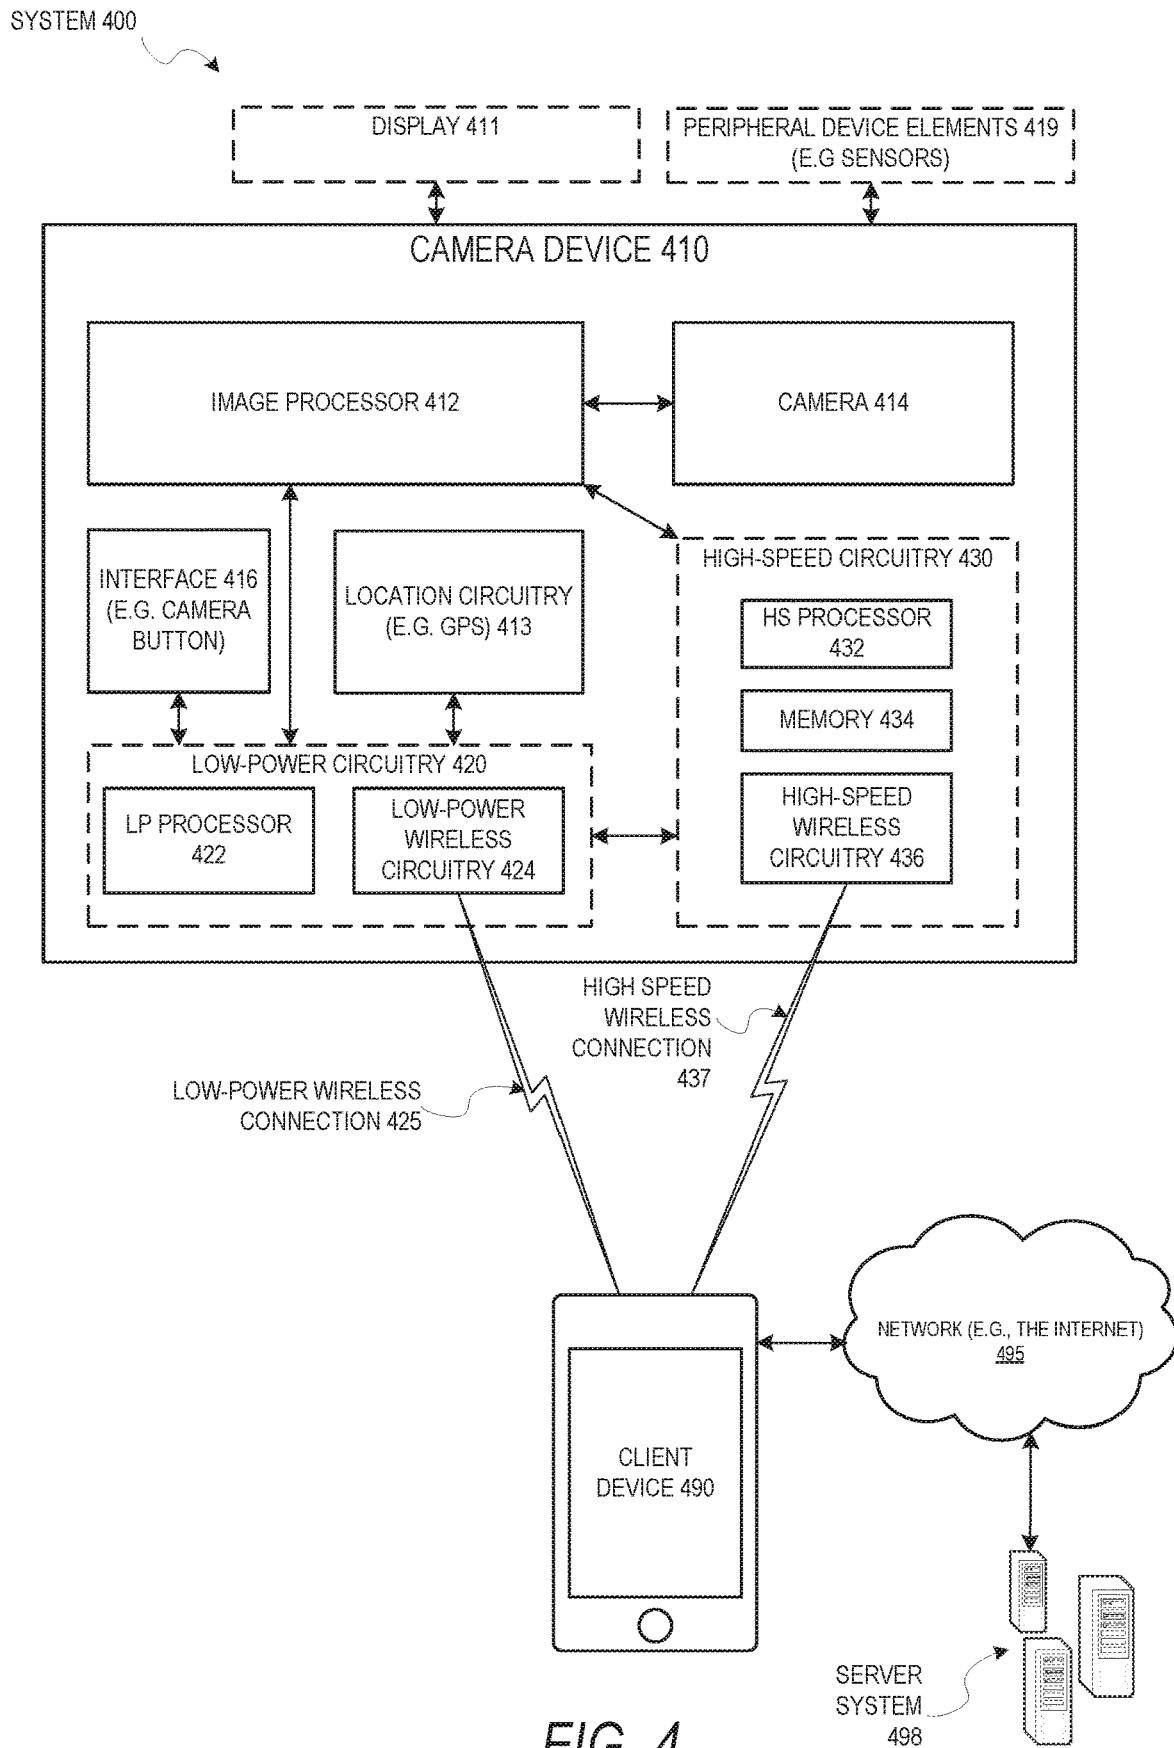 SYSTEM 400
DISPLAY 411
PERIPHERAL DEVICE ELEMENTS 419
(E.G SENSORS)
CAMERA DEVICE 410
IMAGE PROCESSOR 412
CAMERA 414
INTERFACE 416
(E.G. CAMERA
BUTTON)
LOCATION CIRCUITRY
(E.G. GPS) 413
HIGH-SPEED CIRCUITRY 430
HS PROCESSOR
432
MEMORY 434
HIGH-SPEED
WIRELESS
CIRCUITRY 436
LOW-POWER CIRCUITRY 420
LP PROCESSOR
422
LOW-POWER
WIRELESS
CIRCUITRY 424
HIGH SPEED
WIRELESS
CONNECTION
437
LOW-POWER WIRELESS
CONNECTION 425
NETWORK (E.G., THE INTERNET)
495
CLIENT
DEVICE 490
SERVER
SYSTEM
498
FIG. 4